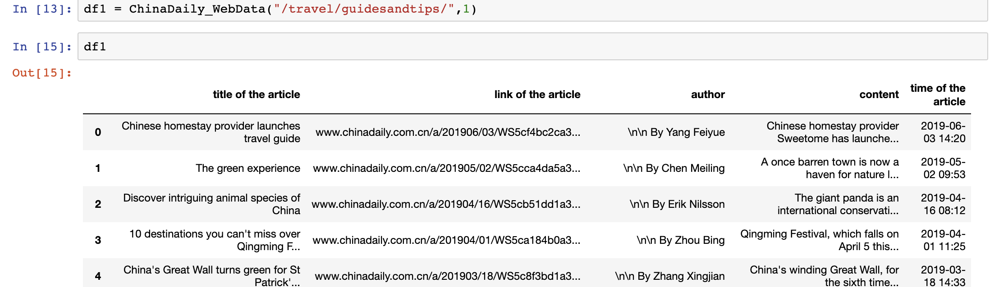 In [13]: df1 = ChinaDaily_WebData("/travel/guidesandtips/",1)
In [15]: df1
Out[15]:
title of the article link of the article author content time of the article
0 Chinese homestay provider launches travel guide www.chinadaily.com.cn/a/201906/03/WS5cf4bc2ca3... \n\n By Yang Feiyue Chinese homestay provider Sweetome has launche... 2019-06-03 14:20
1 The green experience www.chinadaily.com.cn/a/201905/02/WS5cca4da5a3... \n\n By Chen Meiling A once barren town is now a haven for nature l... 2019-05-02 09:53
2 Discover intriguing animal species of China www.chinadaily.com.cn/a/201904/16/WS5cb51dd1a3... \n\n By Erik Nilsson The giant panda is an international conservati... 2019-04-16 08:12
3 10 destinations you can't miss over Qingming F... www.chinadaily.com.cn/a/201904/01/WS5ca184b0a3... \n\n By Zhou Bing Qingming Festival, which falls on April 5 this... 2019-04-01 11:25
4 China's Great Wall turns green for St Patrick'... www.chinadaily.com.cn/a/201903/18/WS5c8f3bd1a3... \n\n By Zhang Xingjian China's winding Great Wall, for the sixth time... 2019-03-18 14:33